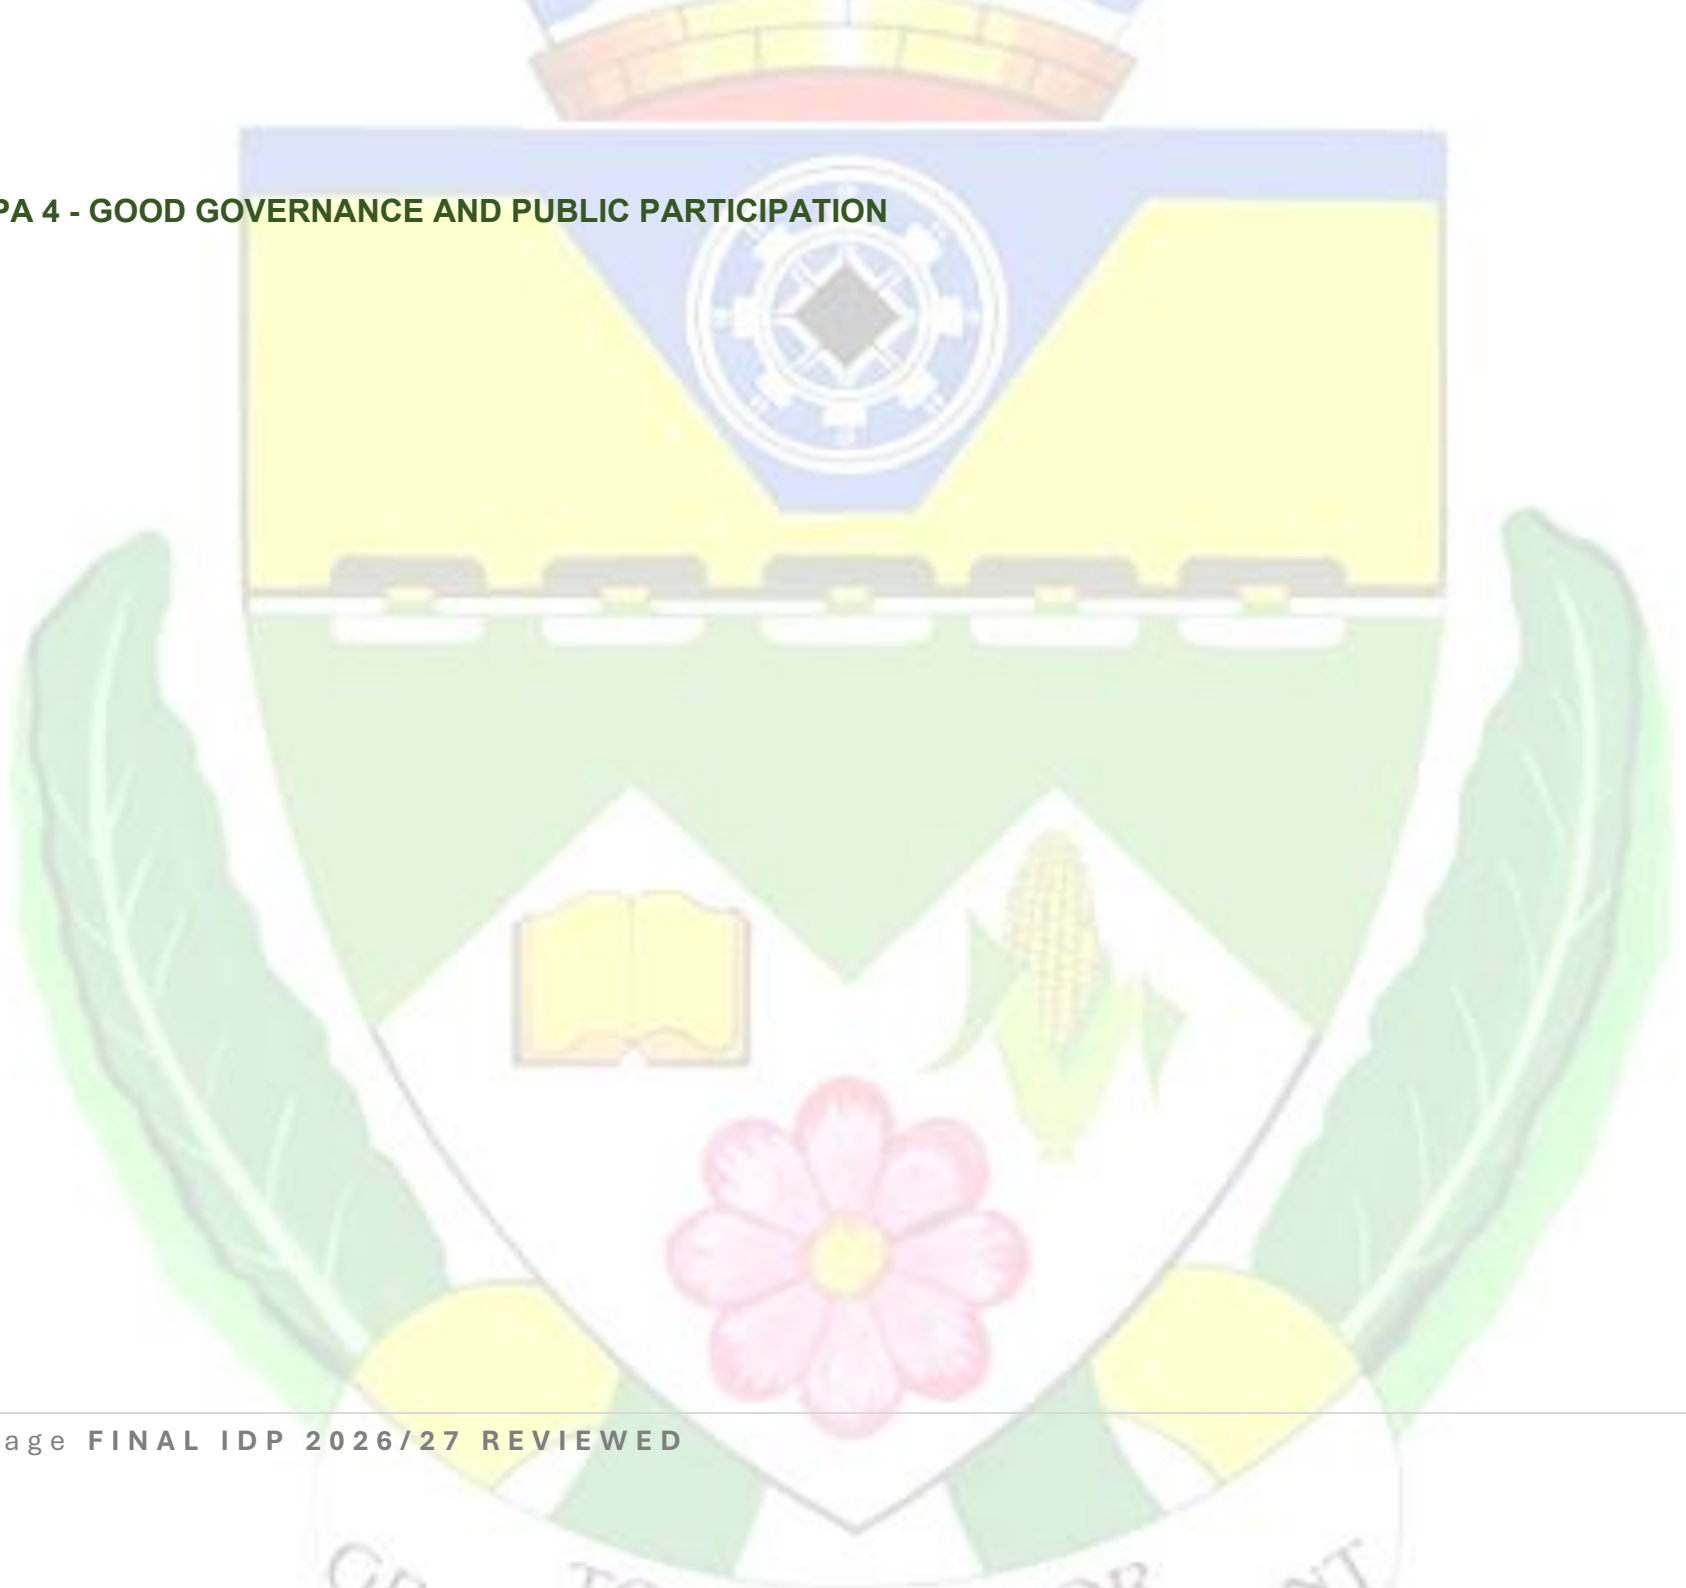 PA 4 - GOOD GOVERNANCE AND PUBLIC PARTICIPATION
age FINAL IDP 2026/27 REVIEWED